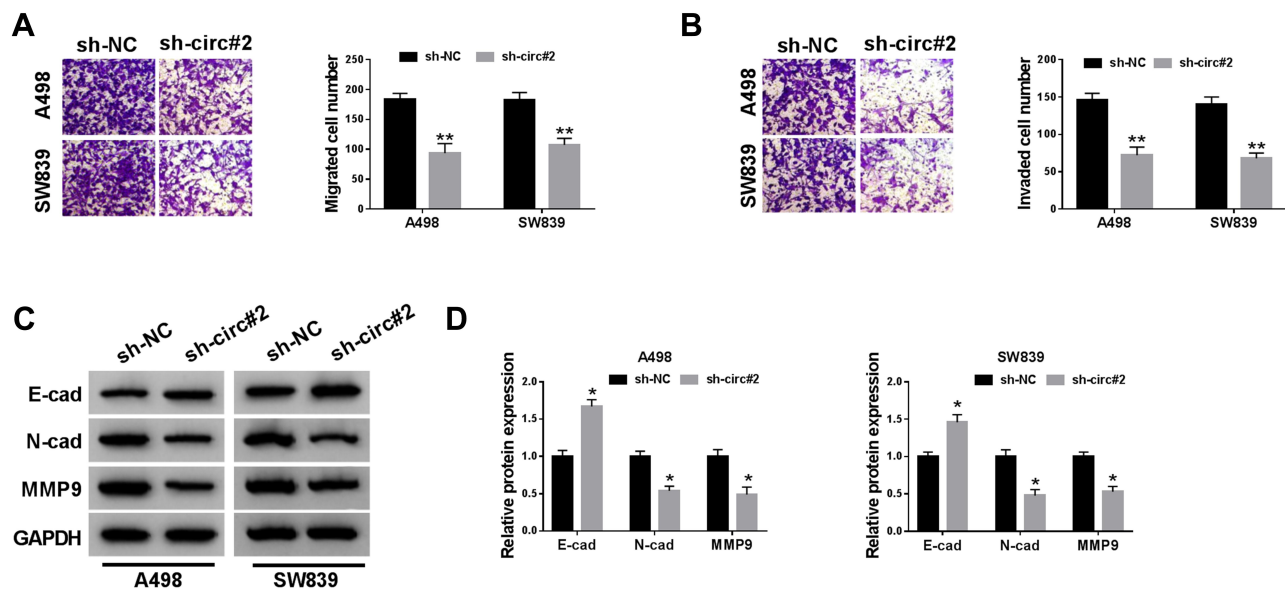 A
sh-NC sh-circ#2
A498
SW839
Migrated cell number
250
200
150
100
50
0
sh-NC sh-circ#2
** **
A498 SW839
B
sh-NC sh-circ#2
A498
SW839
Invaded cell number
200
150
100
50
0
sh-NC sh-circ#2
** **
A498 SW839
C
sh-NC sh-circ#2 sh-NC sh-circ#2
E-cad
N-cad
MMP9
GAPDH
A498 SW839
D
A498
sh-NC sh-circ#2
Relative protein expression
2.0
1.5
1.0
0.5
0.0
* * *
E-cad N-cad MMP9
SW839
sh-NC sh-circ#2
Relative protein expression
2.0
1.5
1.0
0.5
0.0
* * *
E-cad N-cad MMP9